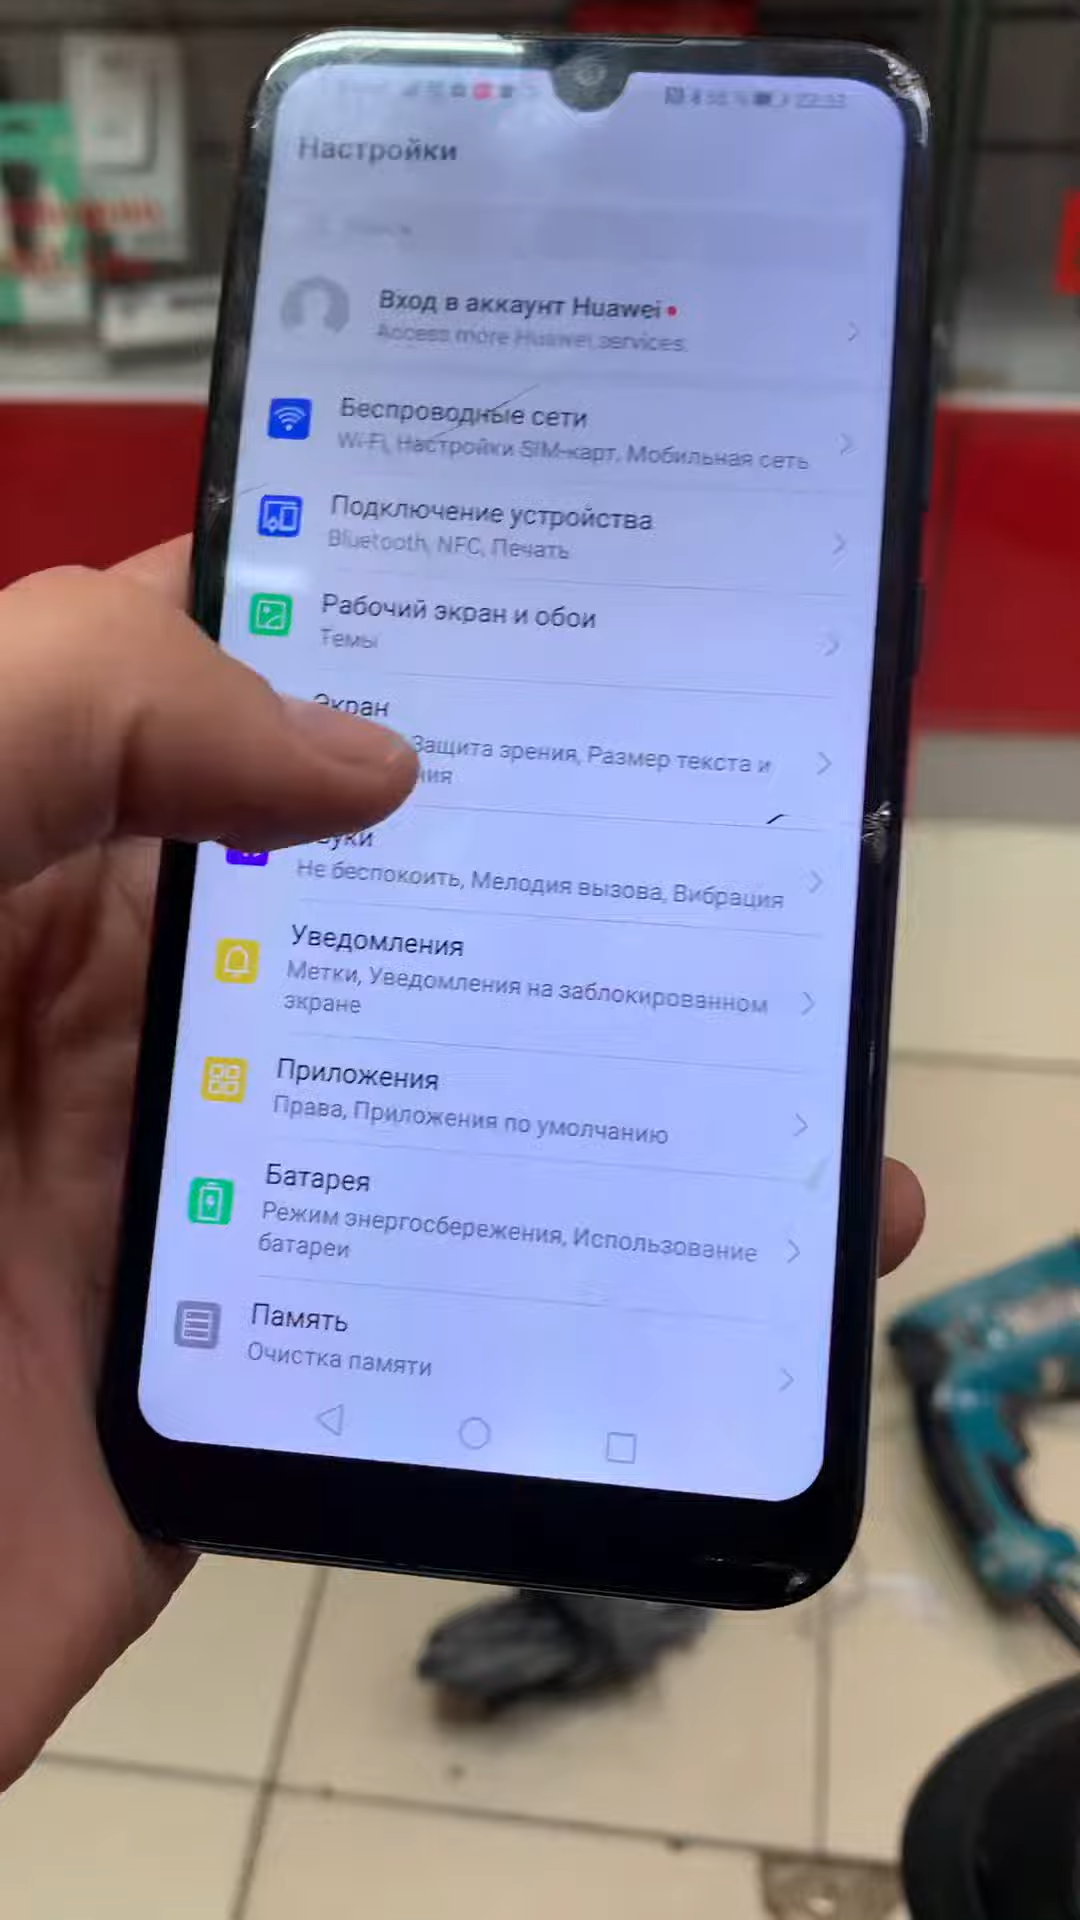 Настройки
Вход в аккаунт Huawei
Access more Huawei services.
Беспроводные сети
Wi-Fi, Настройки SIM-карт, Мобильная сеть
Подключение устройства
Bluetooth, NFC, Печать
Рабочий экран и обои
Темы
Экран
Защита зрения, Размер текста и
ния
вуки
Не беспокоить, Мелодия вызова, Вибрация
Уведомления
Метки, Уведомления на заблокированном
экране
Приложения
Права, Приложения по умолчанию
Батарея
Режим энергосбережения, Использование
батареи
Память
Очистка памяти